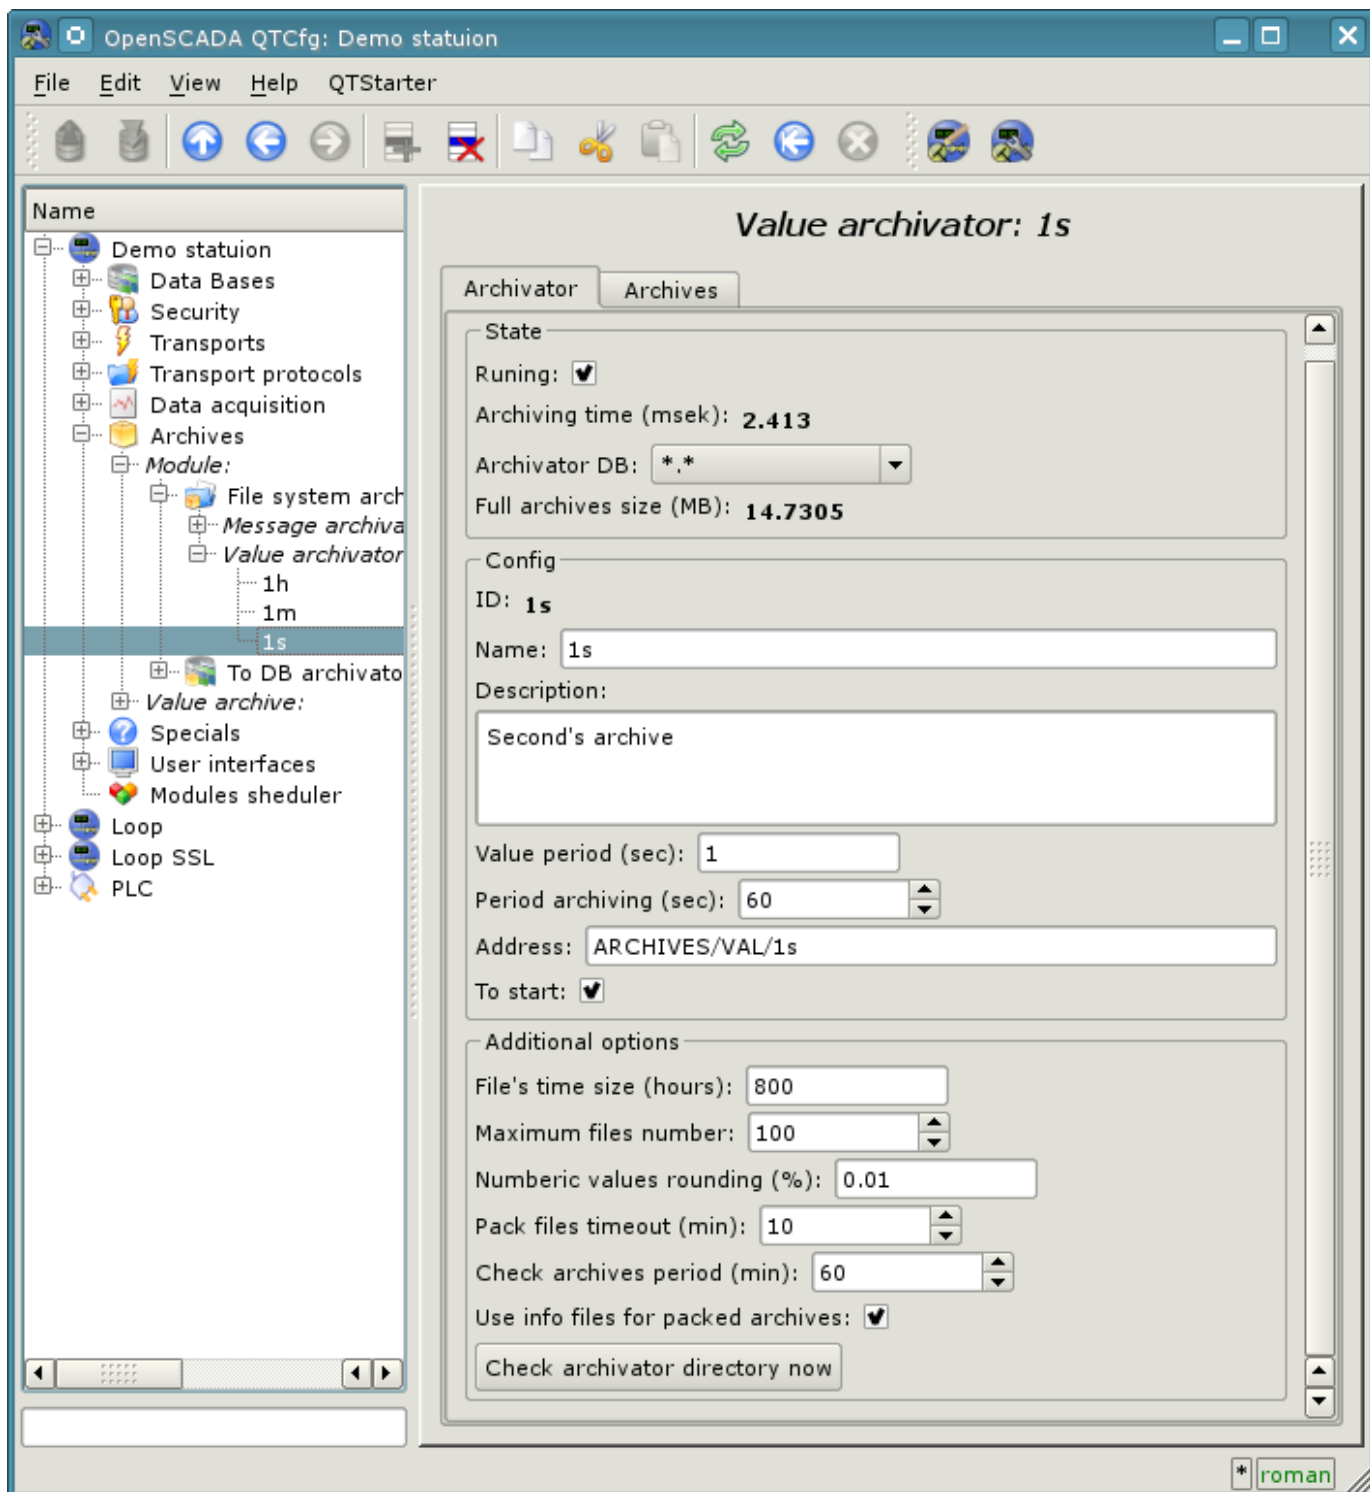 OpenSCADA QTCfg: Demo statuion
File Edit View Help QTStarter
Name
Demo statuion
Data Bases
Security
Transports
Transport protocols
Data acquisition
Archives
Module:
File system arch
Message archiva
Value archivator
1h
1m
1s
To DB archivato
Value archive:
Specials
User interfaces
Modules sheduler
Loop
Loop SSL
PLC
Value archivator: 1s
Archivator Archives
State
Runing:
Archiving time (msek): 2.413
Archivator DB: *.*
Full archives size (MB): 14.7305
Config
ID: 1s
Name: 1s
Description:
Second's archive
Value period (sec): 1
Period archiving (sec): 60
Address: ARCHIVES/VAL/1s
To start:
Additional options
File's time size (hours): 800
Maximum files number: 100
Numberic values rounding (%): 0.01
Pack files timeout (min): 10
Check archives period (min): 60
Use info files for packed archives:
Check archivator directory now
* roman